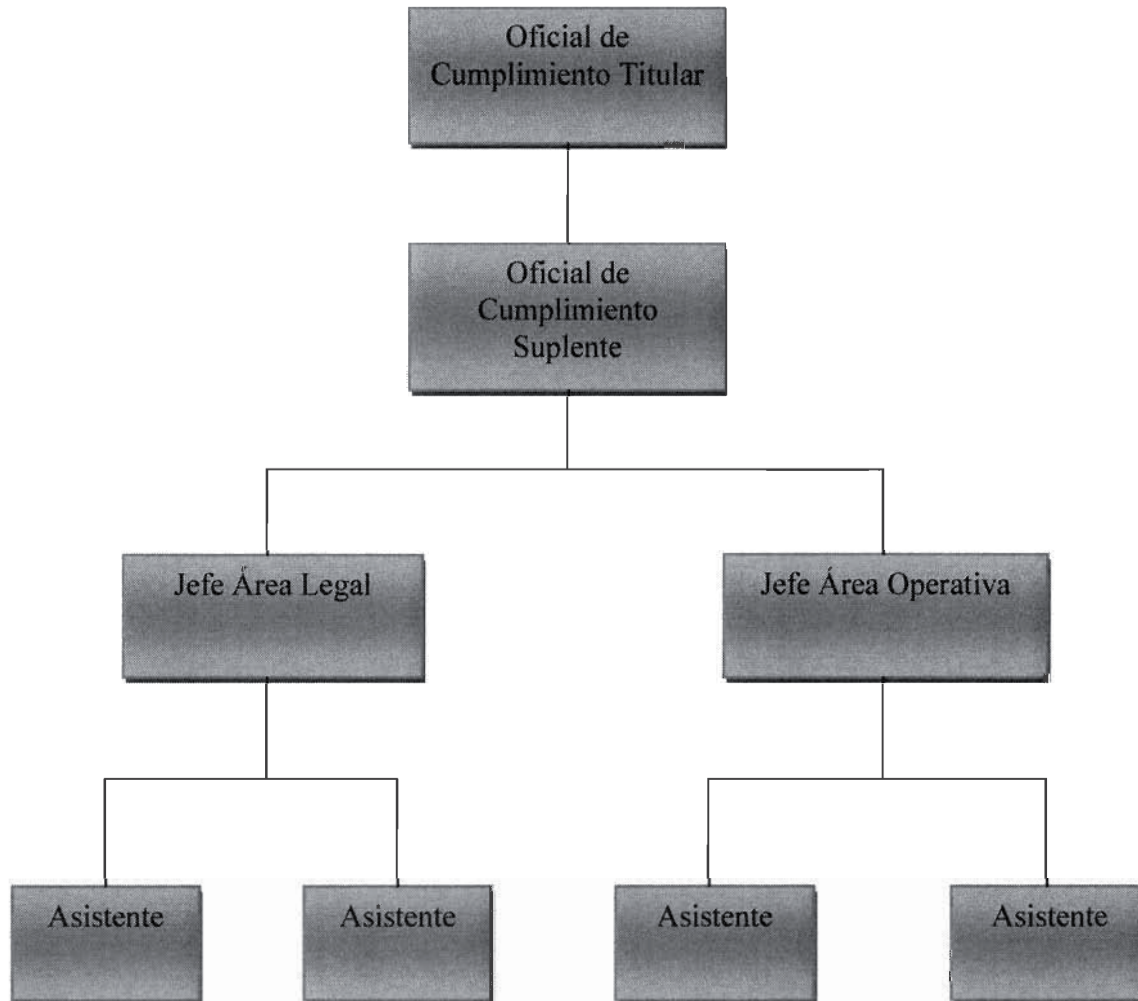 Oficial de
Cumplimiento Titular
Oficial de
Cumplimiento
Suplente
Jefe Área Legal
Jefe Área Operativa
Asistente
Asistente
Asistente
Asistente